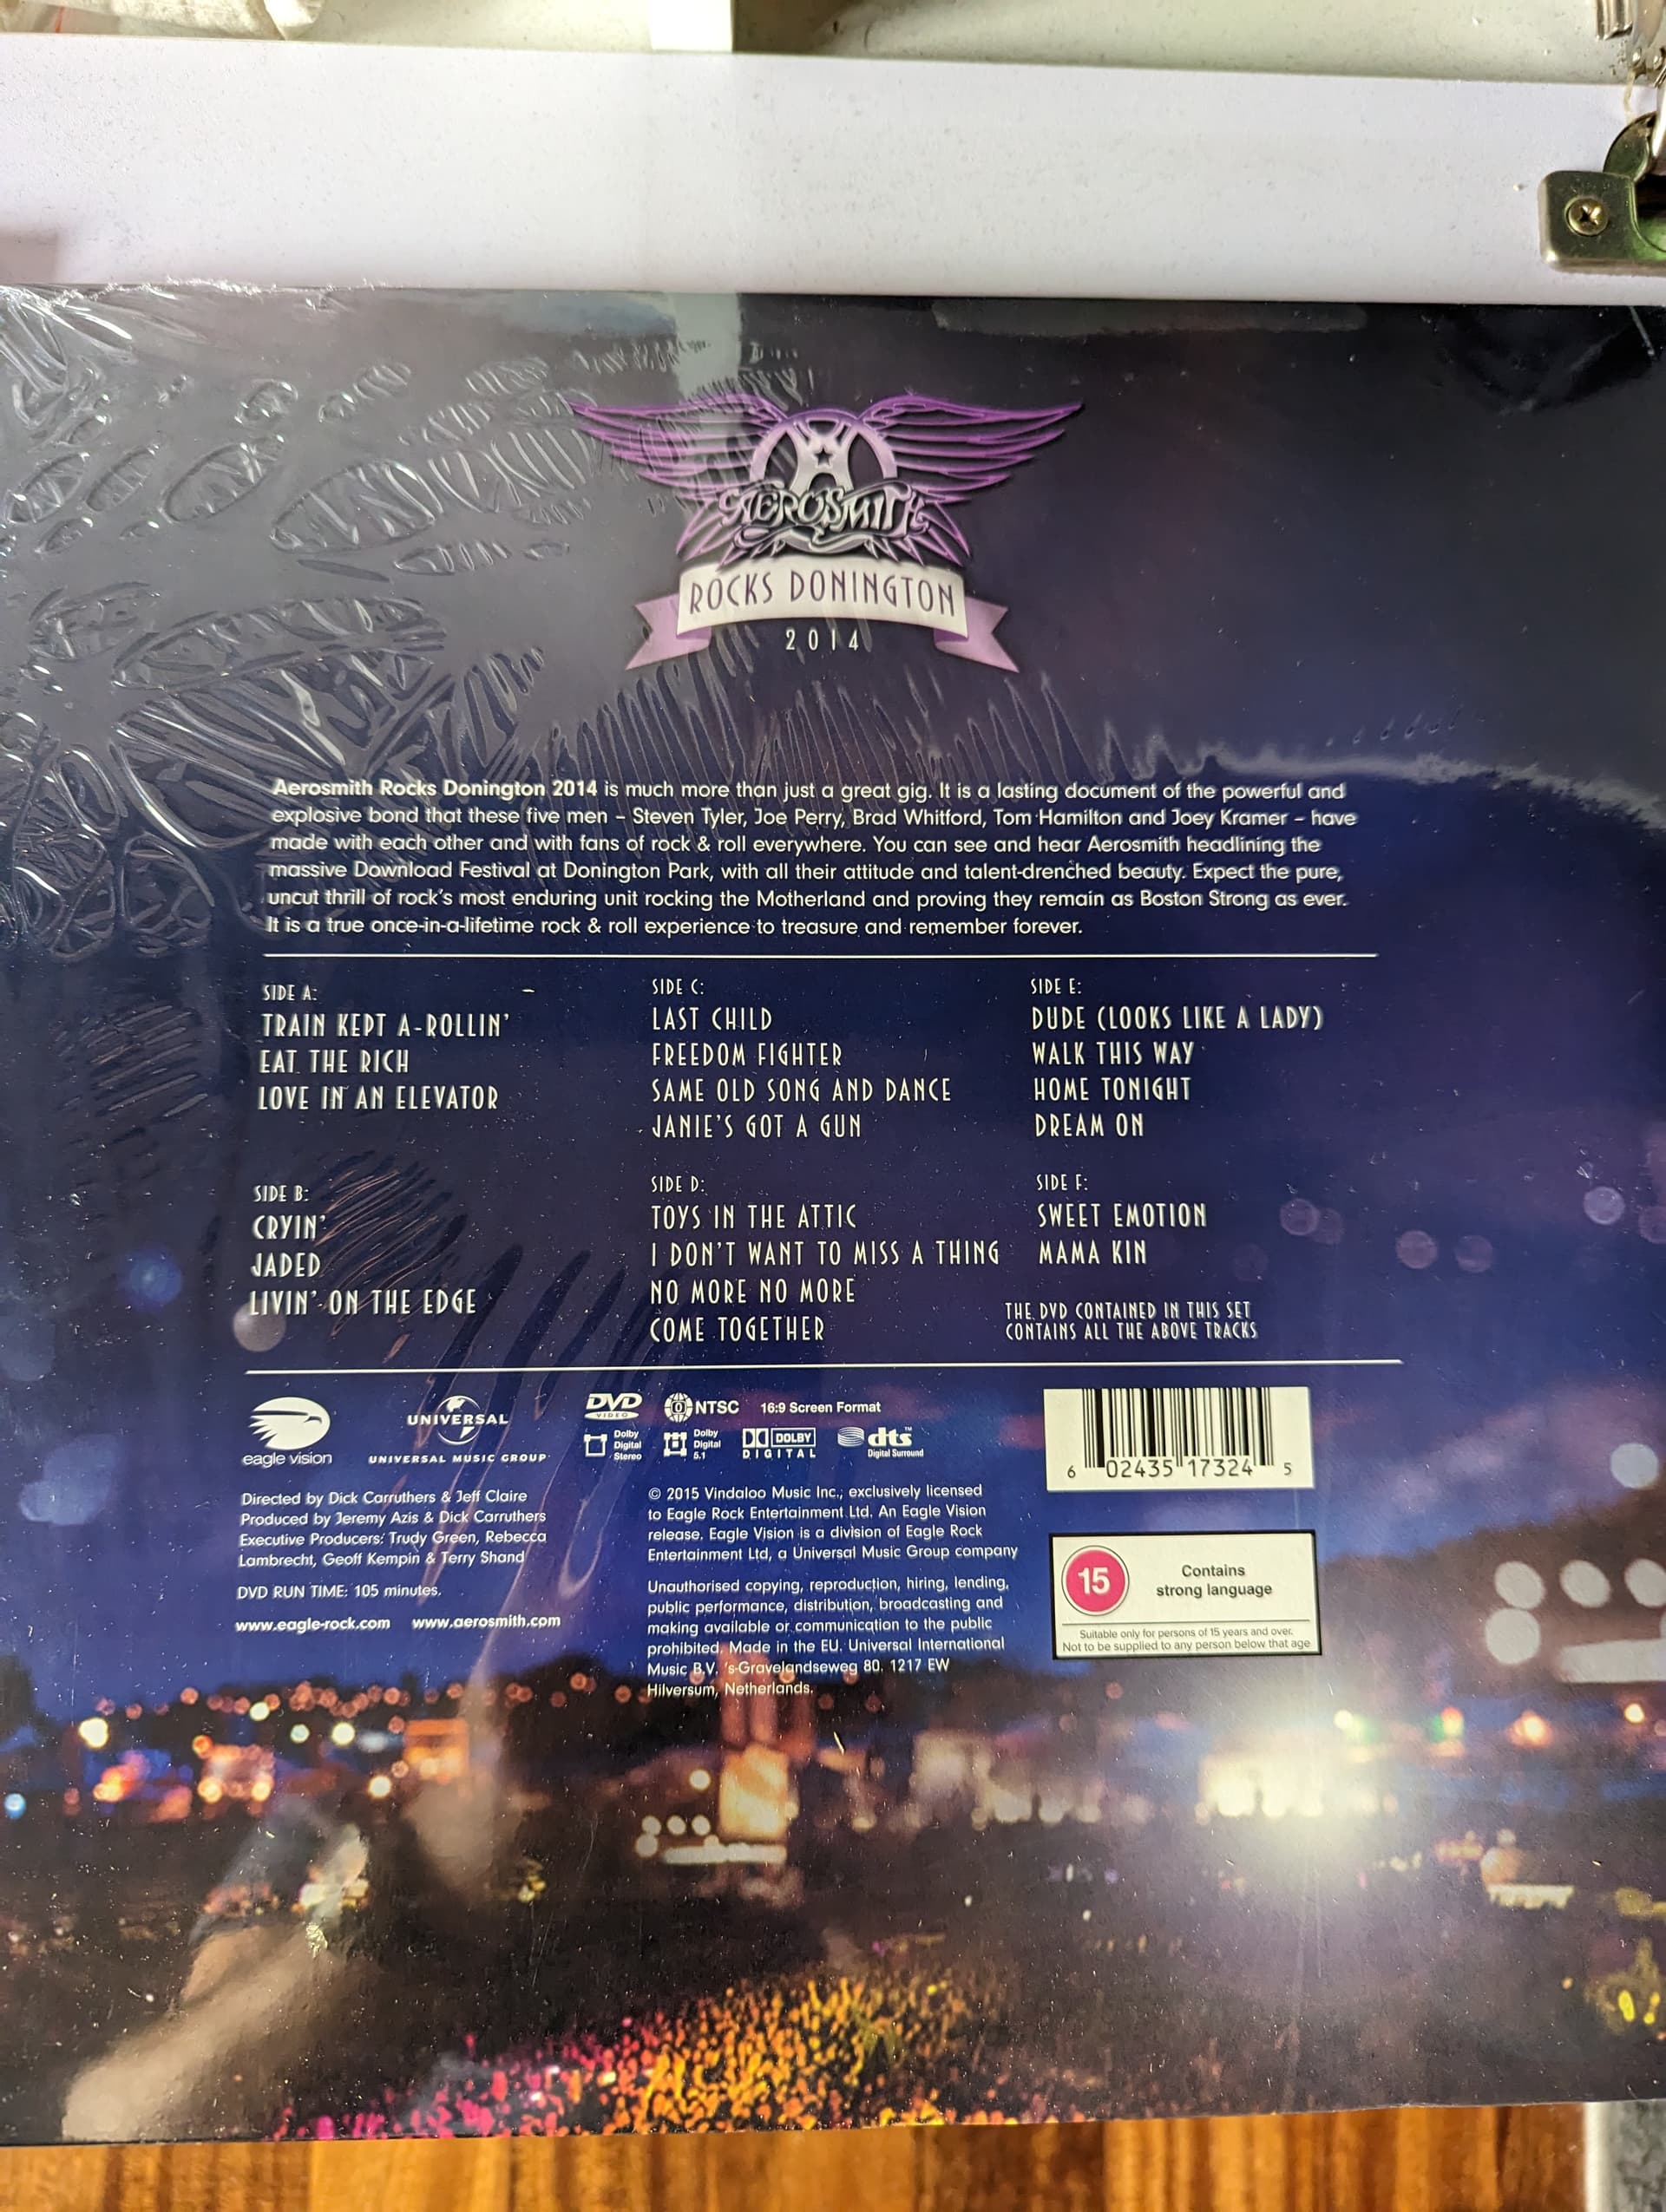 AEROSMITH
ROCKS DONINGTON
2014
Aerosmith Rocks Donington 2014 is much more than just a great gig. It is a lasting document of the powerful and
explosive bond that these five men – Steven Tyler, Joe Perry, Brad Whitford, Tom Hamilton and Joey Kramer – have
made with each other and with fans of rock & roll everywhere. You can see and hear Aerosmith headlining the
massive Download Festival at Donington Park, with all their attitude and talent-drenched beauty. Expect the pure,
uncut thrill of rock's most enduring unit rocking the Motherland and proving they remain as Boston Strong as ever.
It is a true once-in-a-lifetime rock & roll experience to treasure and remember forever.
SIDE A:
TRAIN KEPT A-ROLLIN'
EAT THE RICH
LOVE IN AN ELEVATOR
SIDE B:
CRYIN'
JADED
LIVIN' ON THE EDGE
SIDE C:
LAST CHILD
FREEDOM FIGHTER
SAME OLD SONG AND DANCE
JANIE'S GOT A GUN
SIDE D:
TOYS IN THE ATTIC
I DON'T WANT TO MISS A THING
NO MORE NO MORE
COME TOGETHER
SIDE E:
DUDE (LOOKS LIKE A LADY)
WALK THIS WAY
HOME TONIGHT
DREAM ON
SIDE F:
SWEET EMOTION
MAMA KIN
THE DVD CONTAINED IN THIS SET
CONTAINS ALL THE ABOVE TRACKS
eagle vision
UNIVERSAL
UNIVERSAL MUSIC GROUP
Directed by Dick Carruthers & Jeff Claire
Produced by Jeremy Azis & Dick Carruthers
Executive Producers: Trudy Green, Rebecca
Lambrecht, Geoff Kempin & Terry Shand
DVD RUN TIME: 105 minutes.
www.eagle-rock.com www.aerosmith.com
DVD VIDEO
0 NTSC
16:9 Screen Format
Dolby Digital Stereo
Dolby Digital 5.1
DOLBY DIGITAL
dts™ Digital Surround
© 2015 Vindaloo Music Inc., exclusively licensed
to Eagle Rock Entertainment Ltd. An Eagle Vision
release. Eagle Vision is a division of Eagle Rock
Entertainment Ltd, a Universal Music Group company
Unauthorised copying, reproduction, hiring, lending,
public performance, distribution, broadcasting and
making available or communication to the public
prohibited. Made in the EU. Universal International
Music B.V. 's-Gravelandseweg 80, 1217 EW
Hilversum, Netherlands.
6 02435 17324 5
15
Contains
strong language
Suitable only for persons of 15 years and over.
Not to be supplied to any person below that age